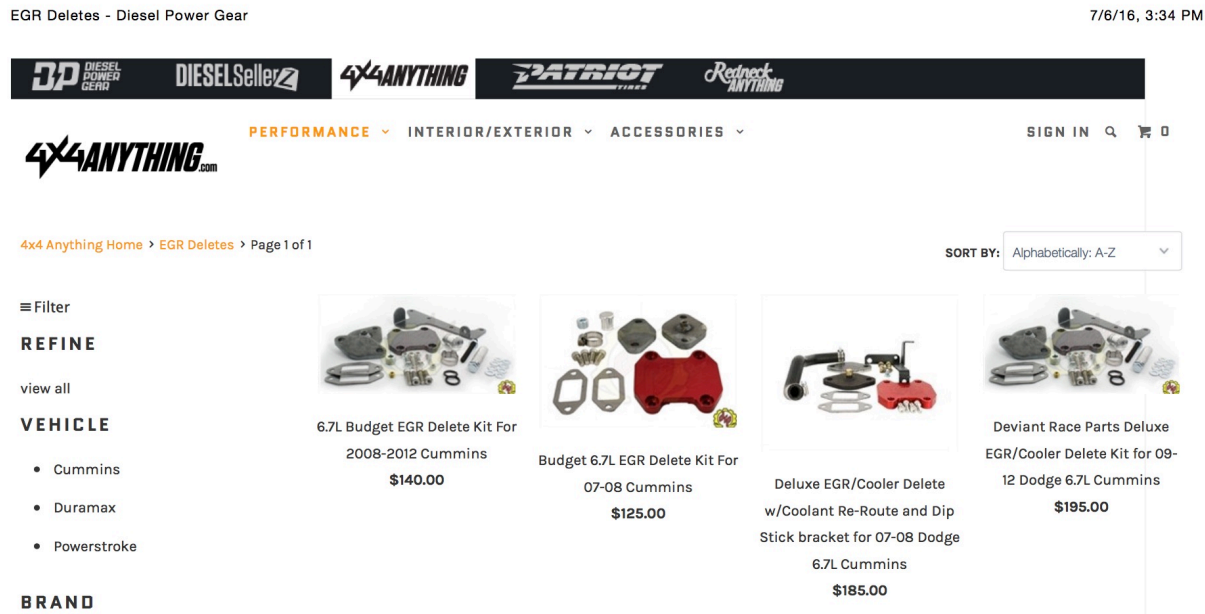 EGR Deletes - Diesel Power Gear
7/6/16, 3:34 PM
DP DIESEL POWER GEAR
DIESELSellerz
4X4ANYTHING
PATRIOT TIRES
Redneck ANYTHING
4X4ANYTHING.com
PERFORMANCE
INTERIOR/EXTERIOR
ACCESSORIES
SIGN IN
0
4x4 Anything Home › EGR Deletes › Page 1 of 1
SORT BY: Alphabetically: A-Z
Filter
REFINE
view all
VEHICLE
• Cummins
• Duramax
• Powerstroke
BRAND
6.7L Budget EGR Delete Kit For
2008-2012 Cummins
$140.00
Budget 6.7L EGR Delete Kit For
07-08 Cummins
$125.00
Deluxe EGR/Cooler Delete
w/Coolant Re-Route and Dip
Stick bracket for 07-08 Dodge
6.7L Cummins
$185.00
Deviant Race Parts Deluxe
EGR/Cooler Delete Kit for 09-
12 Dodge 6.7L Cummins
$195.00